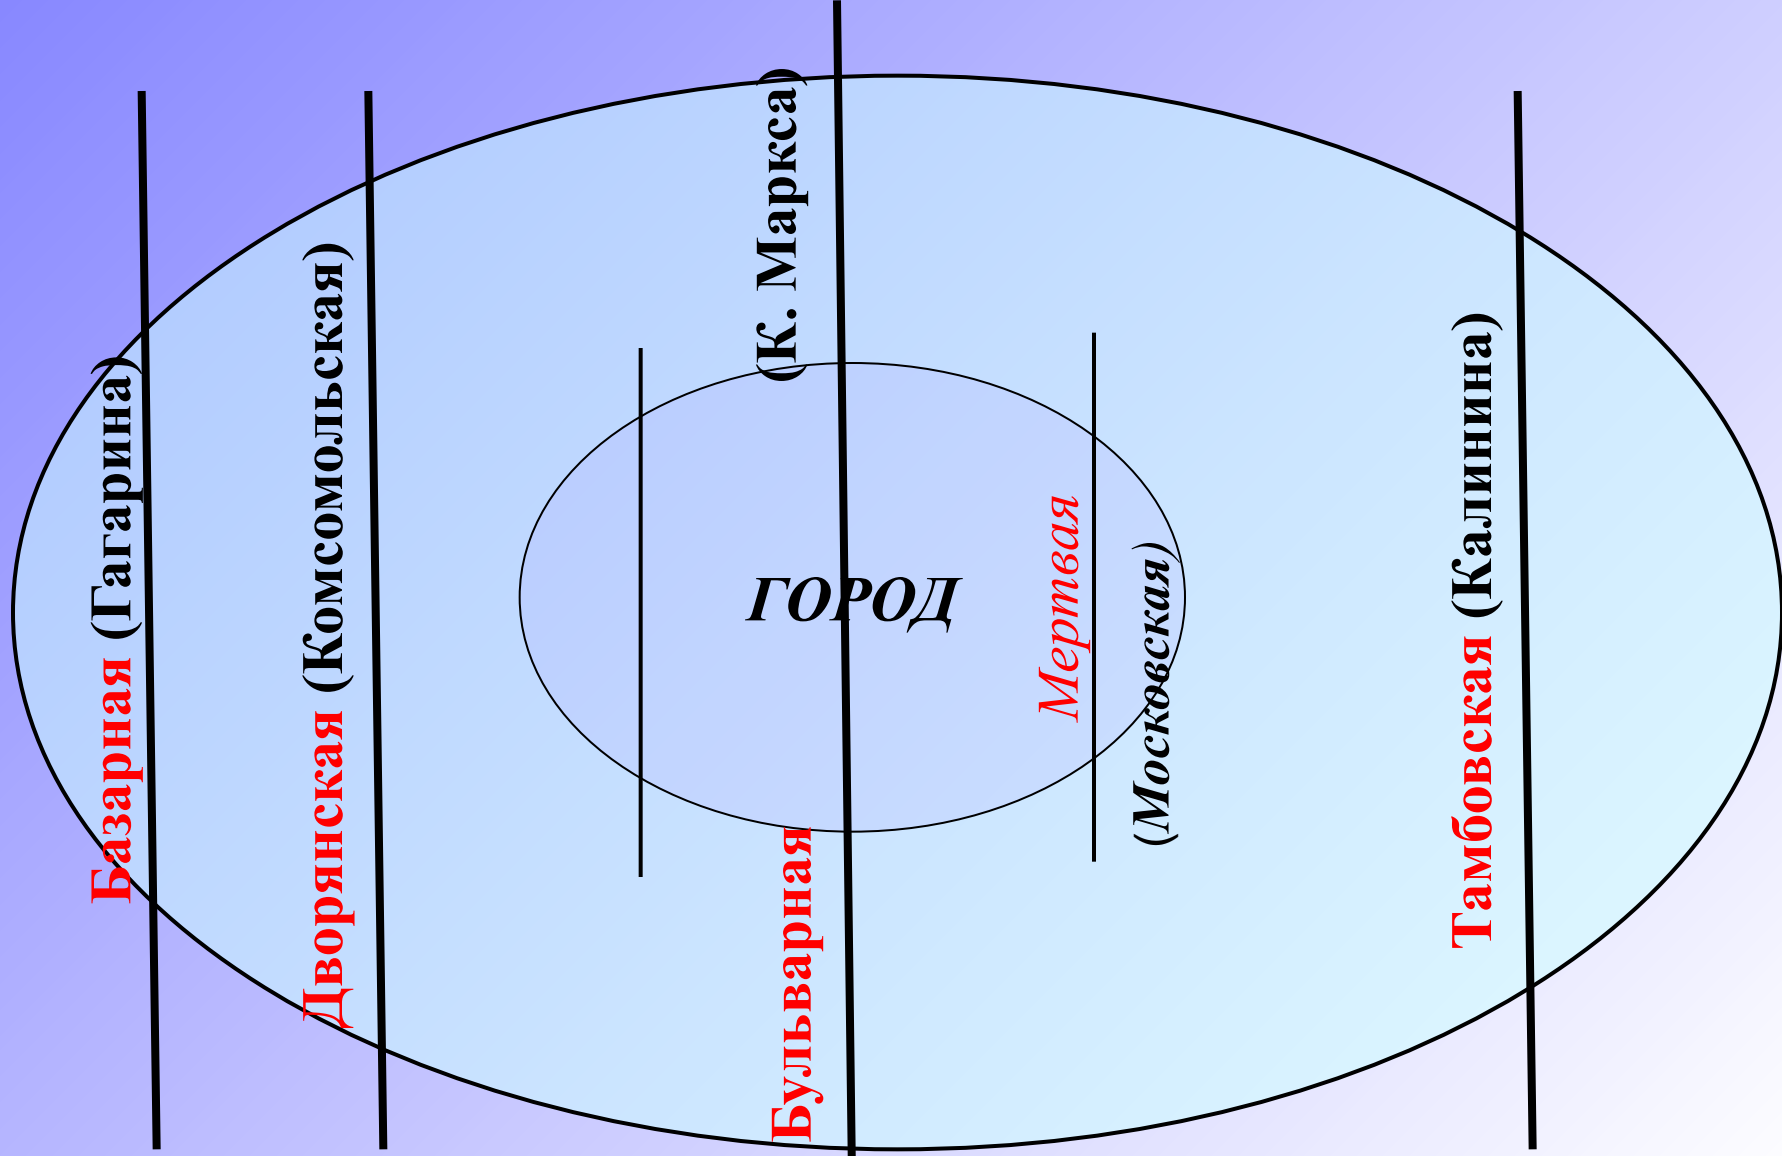 Базарная (Гагарина)
Дворянская (Комсомольская)
(К. Маркса)
Бульварная
ГОРОД
Мертвая
(Московская)
Тамбовская (Калинина)